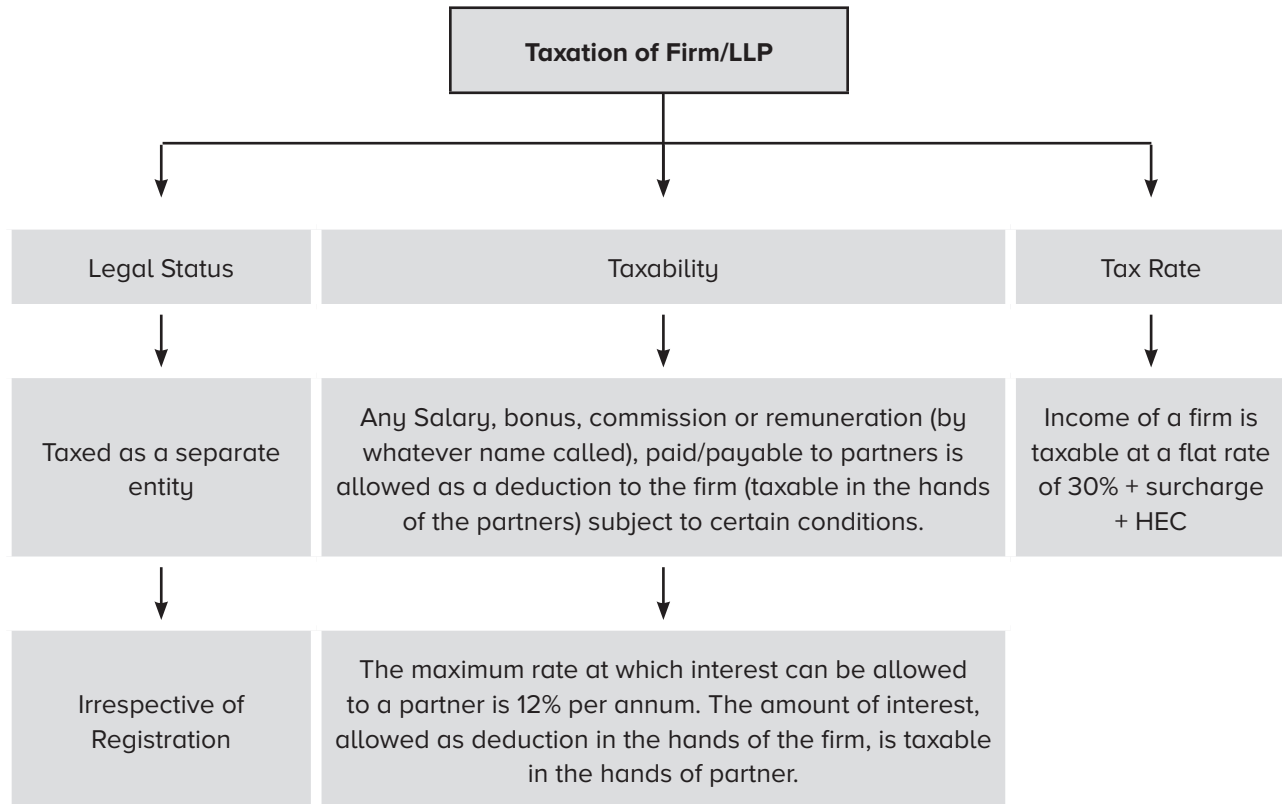 Taxation of Firm/LLP
Legal Status
Taxability
Tax Rate
Taxed as a separate
entity
Any Salary, bonus, commission or remuneration (by
whatever name called), paid/payable to partners is
allowed as a deduction to the firm (taxable in the hands
of the partners) subject to certain conditions.
Income of a firm is
taxable at a flat rate
of 30% + surcharge
+ HEC
Irrespective of
Registration
The maximum rate at which interest can be allowed
to a partner is 12% per annum. The amount of interest,
allowed as deduction in the hands of the firm, is taxable
in the hands of partner.